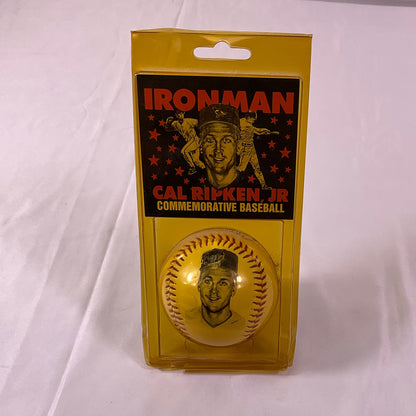 IRONMAN
CAL RIPKEN, JR
COMMEMORATIVE BASEBALL